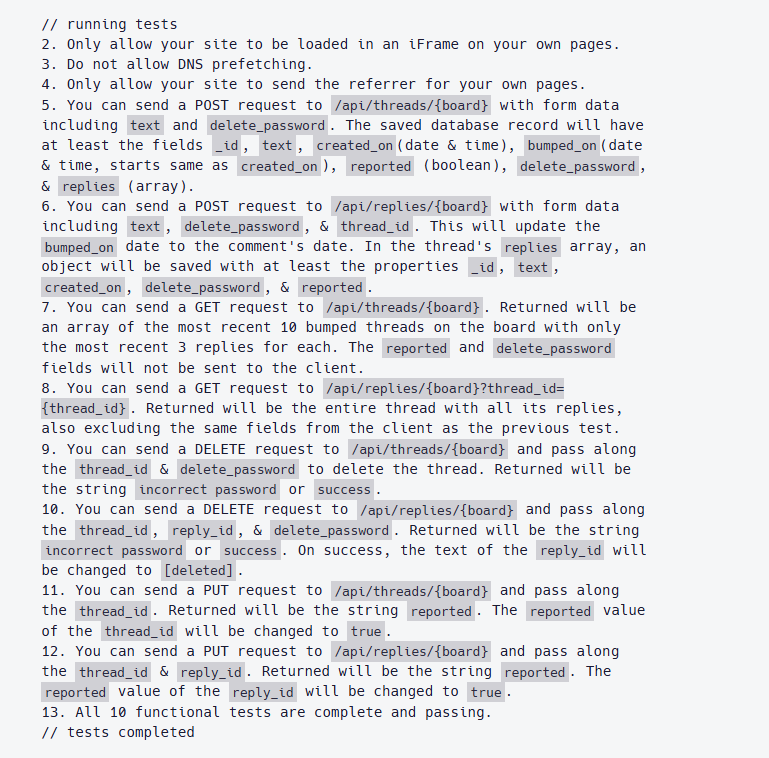 // running tests
2. Only allow your site to be loaded in an iFrame on your own pages.
3. Do not allow DNS prefetching.
4. Only allow your site to send the referrer for your own pages.
5. You can send a POST request to /api/threads/{board} with form data
including text and delete_password. The saved database record will have
at least the fields _id, text, created_on(date & time), bumped_on(date
& time, starts same as created_on), reported (boolean), delete_password,
& replies (array).
6. You can send a POST request to /api/replies/{board} with form data
including text, delete_password, & thread_id. This will update the
bumped_on date to the comment's date. In the thread's replies array, an
object will be saved with at least the properties _id, text,
created_on, delete_password, & reported.
7. You can send a GET request to /api/threads/{board}. Returned will be
an array of the most recent 10 bumped threads on the board with only
the most recent 3 replies for each. The reported and delete_password
fields will not be sent to the client.
8. You can send a GET request to /api/replies/{board}?thread_id=
{thread_id}. Returned will be the entire thread with all its replies,
also excluding the same fields from the client as the previous test.
9. You can send a DELETE request to /api/threads/{board} and pass along
the thread_id & delete_password to delete the thread. Returned will be
the string incorrect password or success.
10. You can send a DELETE request to /api/replies/{board} and pass along
the thread_id, reply_id, & delete_password. Returned will be the string
incorrect password or success. On success, the text of the reply_id will
be changed to [deleted].
11. You can send a PUT request to /api/threads/{board} and pass along
the thread_id. Returned will be the string reported. The reported value
of the thread_id will be changed to true.
12. You can send a PUT request to /api/replies/{board} and pass along
the thread_id & reply_id. Returned will be the string reported. The
reported value of the reply_id will be changed to true.
13. All 10 functional tests are complete and passing.
// tests completed